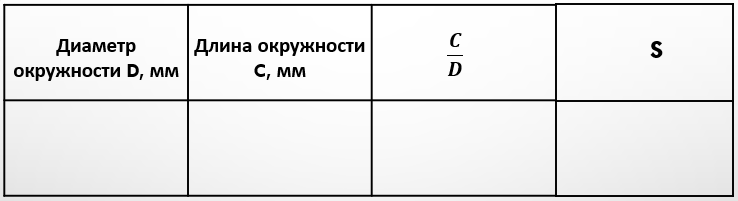 Диаметр
окружности D, мм
Длина окружности
С, мм
C
D
S